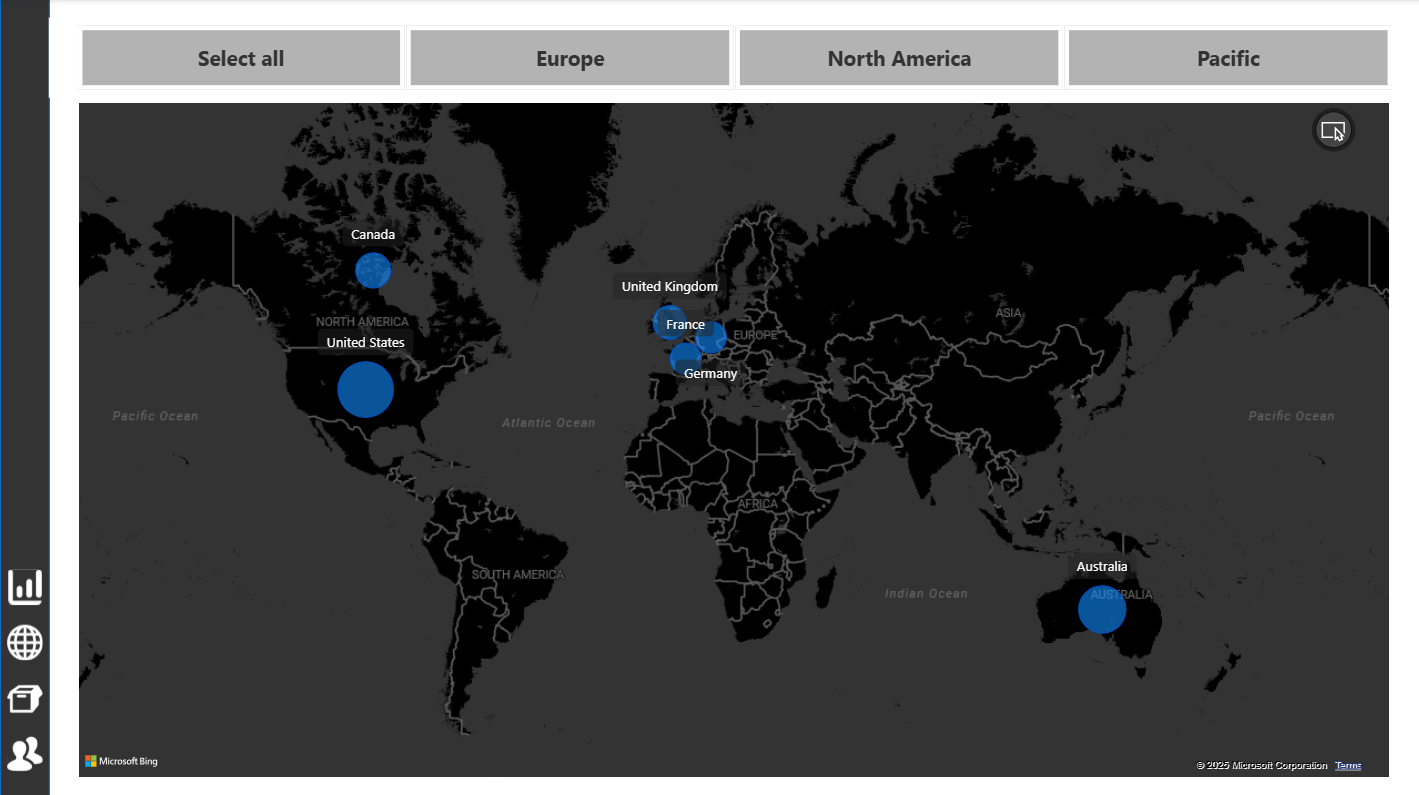 Select all
Europe
North America
Pacific
Canada
United Kingdom
NORTH AMERICA
ASIA
France
EUROPE
United States
Germany
Pacific Ocean
Atlantic Ocean
Pacific Ocean
AFRICA
Australia
SOUTH AMERICA
Indian Ocean
AUSTRALIA
Microsoft Bing
© 2025 Microsoft Corporation Terms